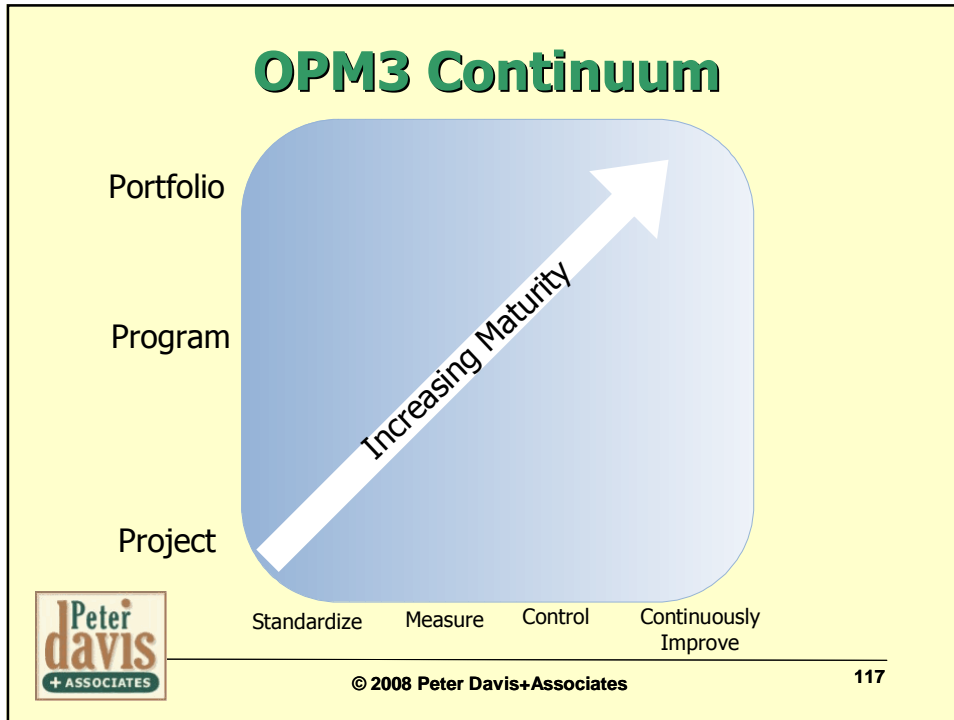 OPM3 Continuum
Portfolio
Program
Increasing Maturity
Project
Standardize
Measure
Control
Continuously
Improve
Peter
davis
+ ASSOCIATES
© 2008 Peter Davis+Associates
117